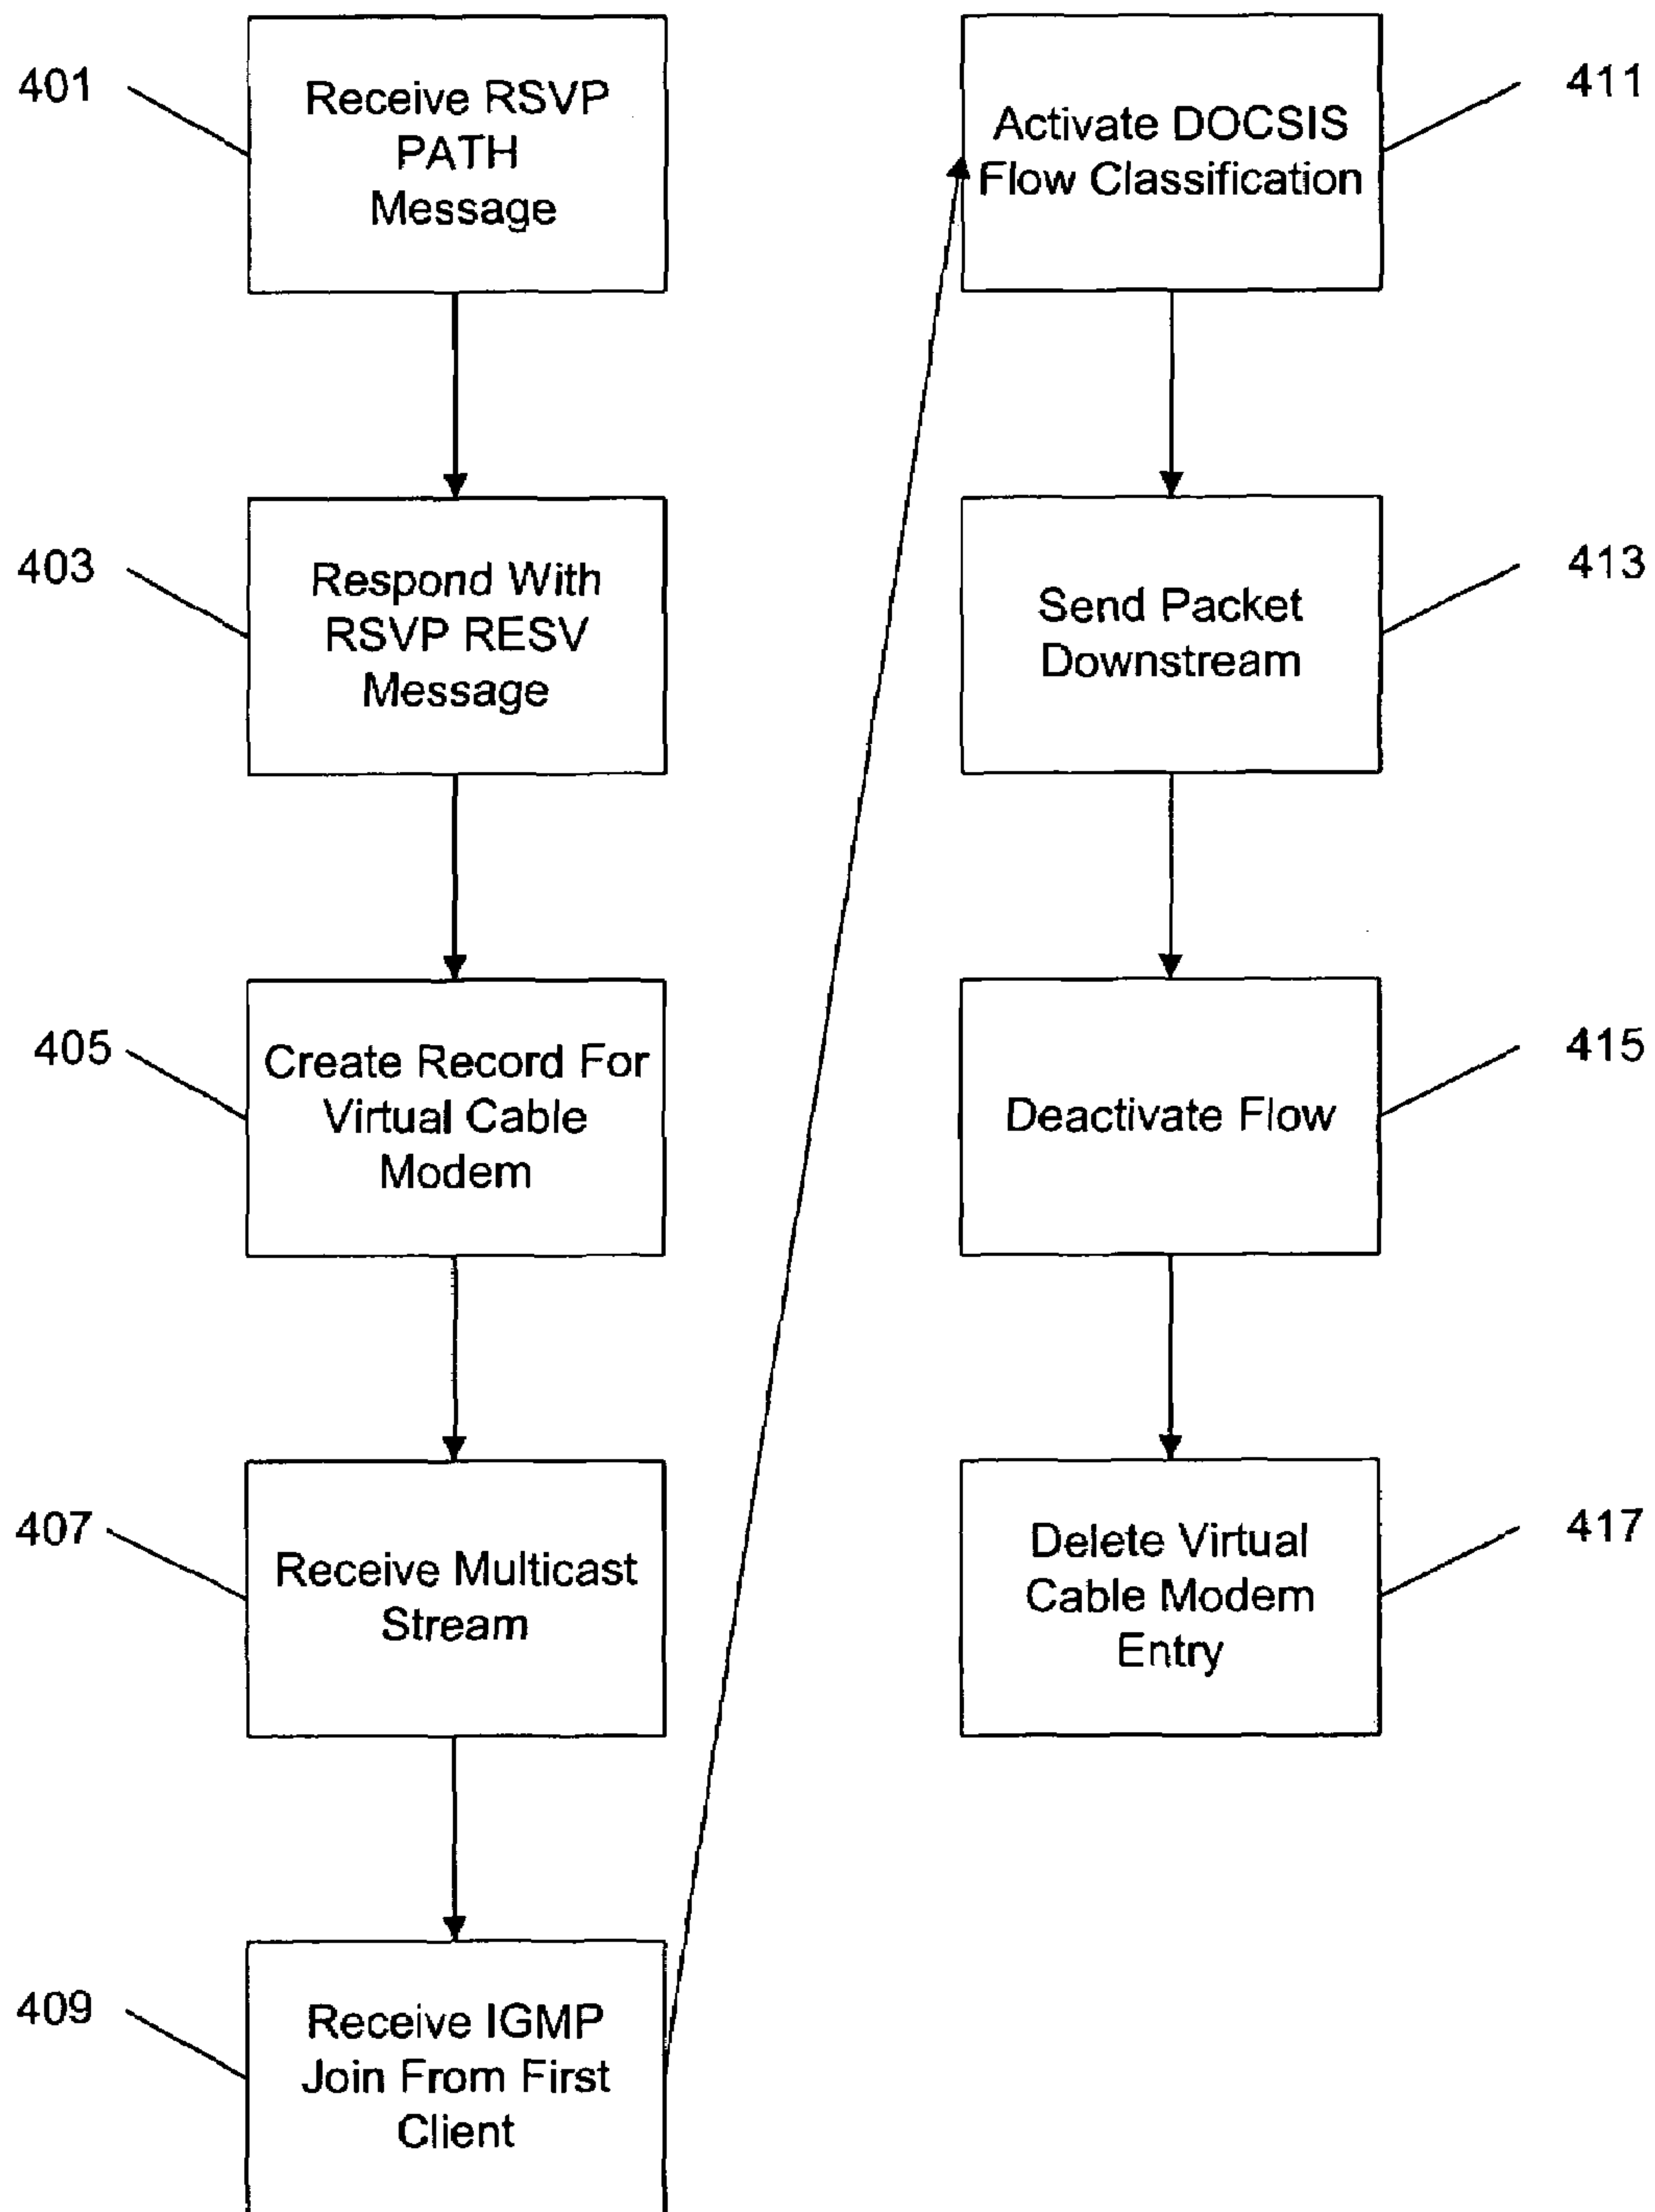 401
Receive RSVP
PATH
Message
403
Respond With
RSVP RESV
Message
405
Create Record For
Virtual Cable
Modem
407
Receive Multicast
Stream
409
Receive IGMP
Join From First
Client
411
Activate DOCSIS
Flow Classification
413
Send Packet
Downstream
415
Deactivate Flow
417
Delete Virtual
Cable Modem
Entry